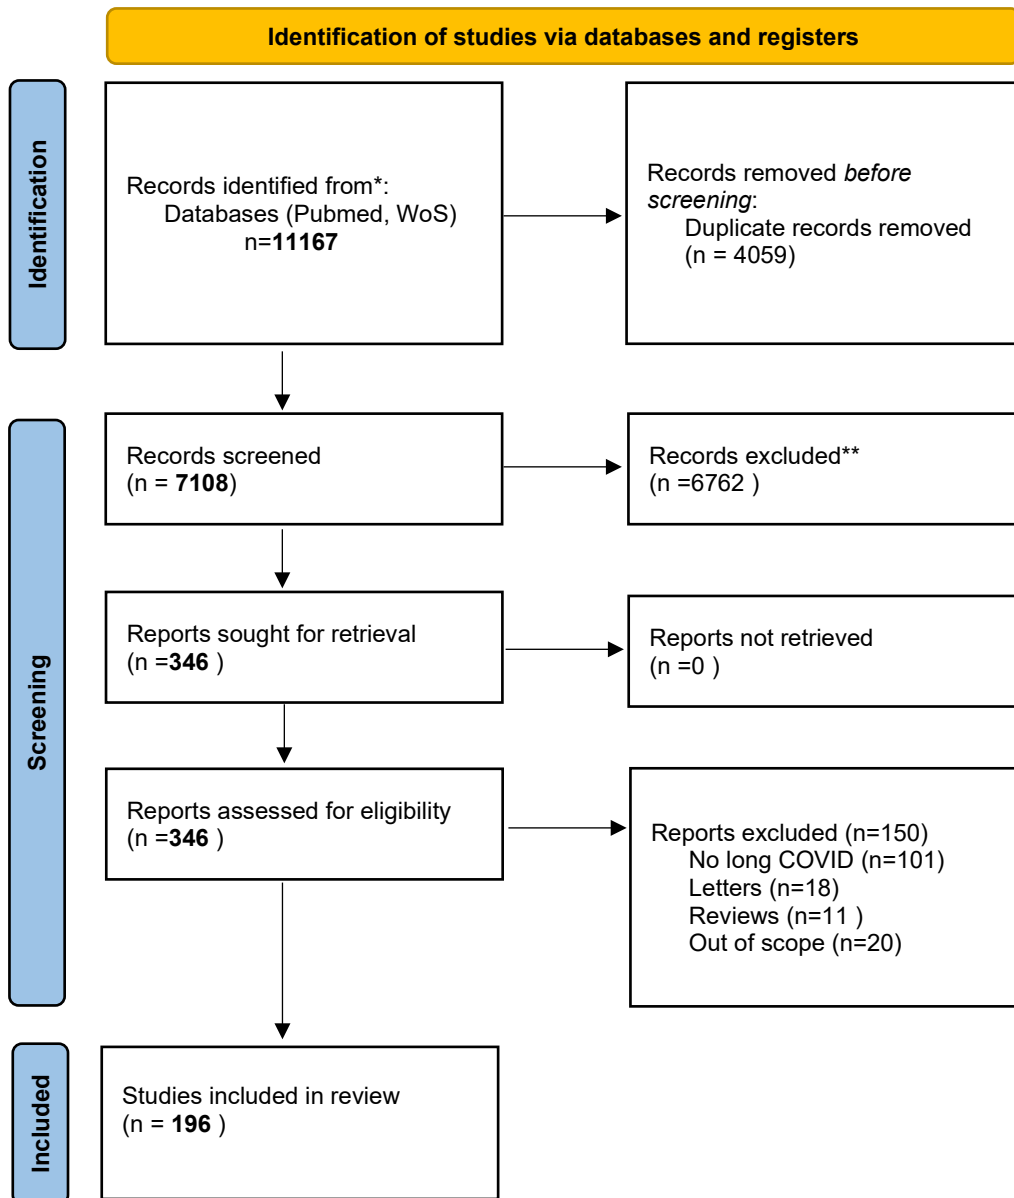 Identification of studies via databases and registers
Identification
Records identified from*:
Databases (Pubmed, WoS)
n=11167
Records removed before
screening:
Duplicate records removed
(n = 4059)
Screening
Records screened
(n = 7108)
Records excluded**
(n =6762 )
Reports sought for retrieval
(n =346 )
Reports not retrieved
(n =0 )
Reports assessed for eligibility
(n =346 )
Reports excluded (n=150)
No long COVID (n=101)
Letters (n=18)
Reviews (n=11 )
Out of scope (n=20)
Included
Studies included in review
(n = 196 )